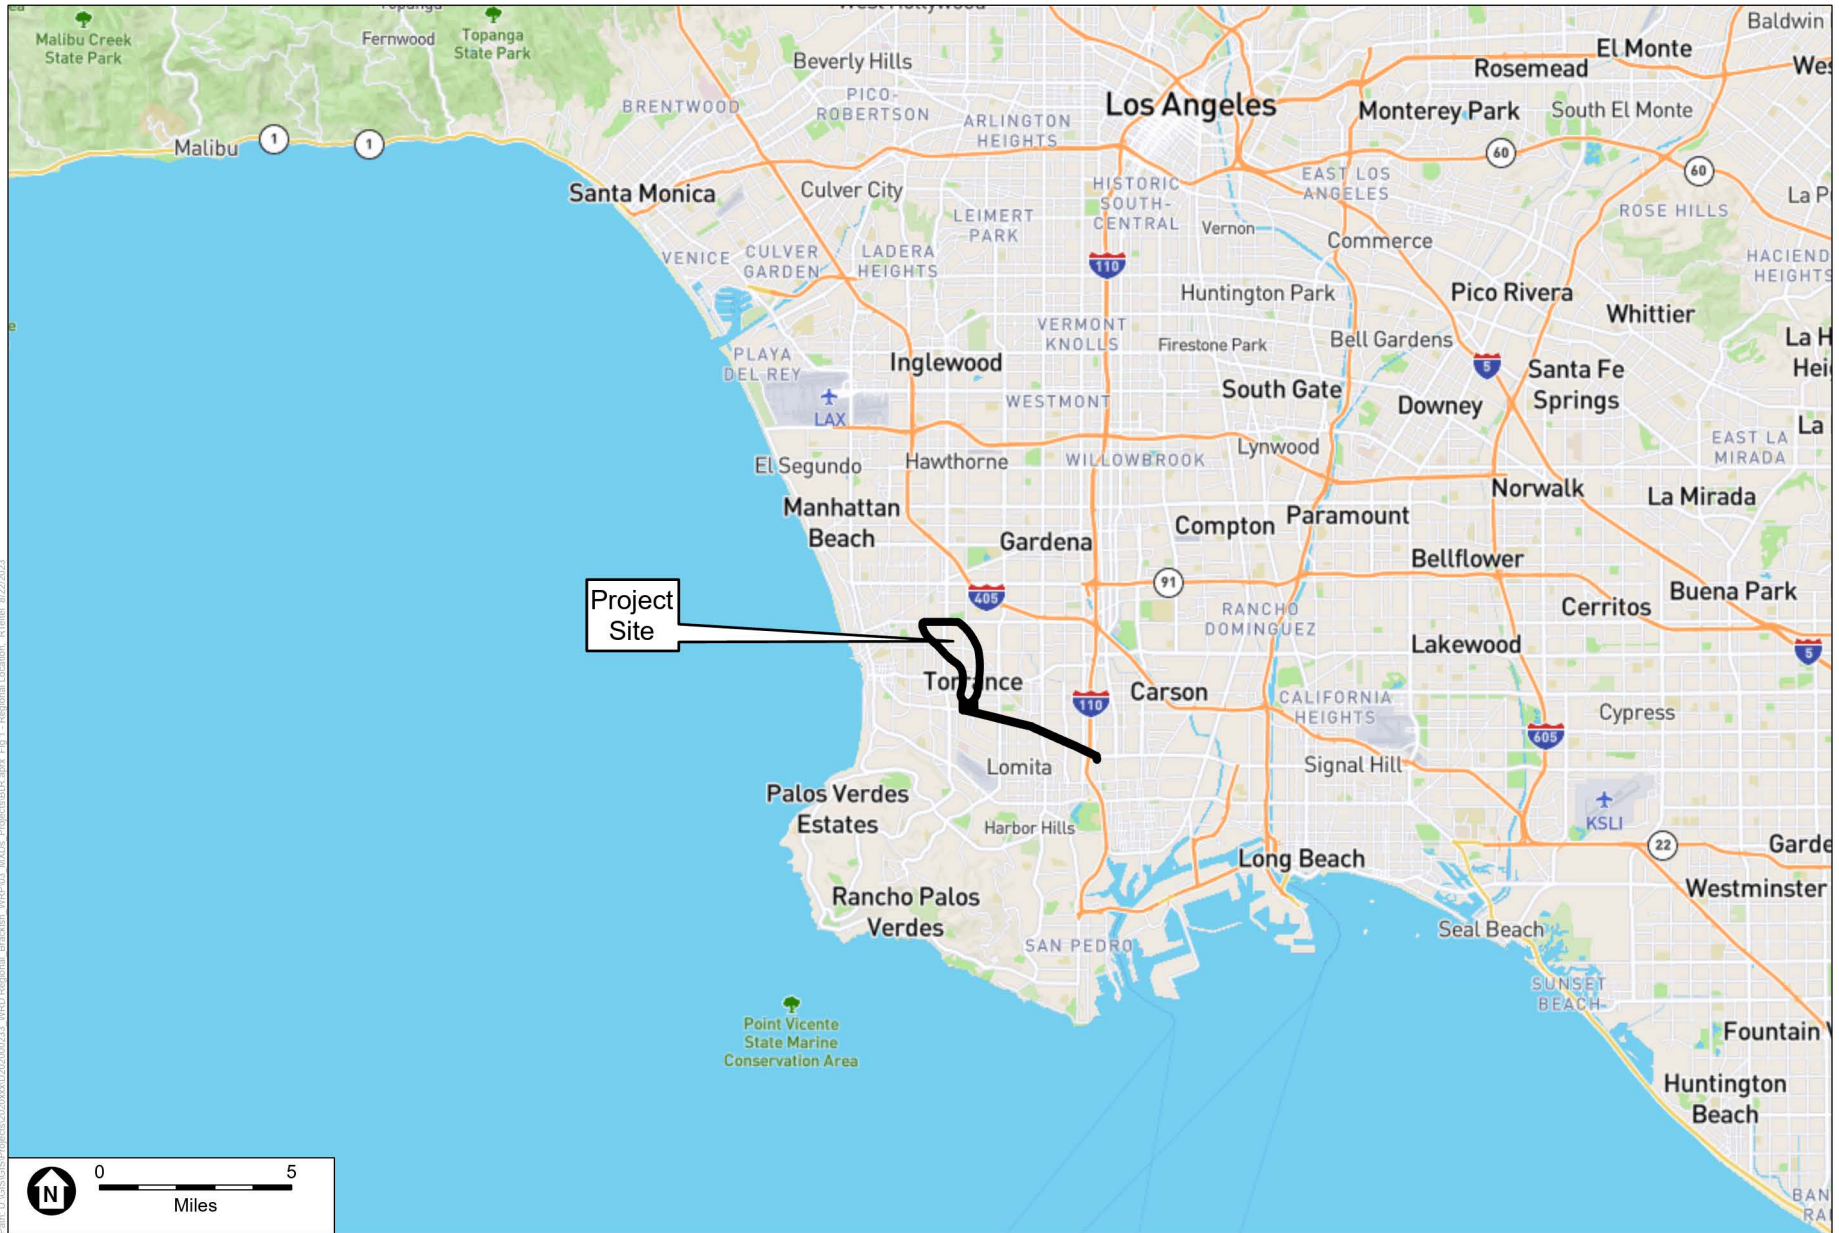 Malibu Creek
State Park
Fernwood
Topanga
State Park
Beverly Hills
BRENTWOOD
PICO-
ROBERTSON
ARLINGTON
HEIGHTS
Los Angeles
Rosemead
El Monte
Baldwin
Monterey Park
South El Monte
Malibu
1
1
60
60
Santa Monica
Culver City
HISTORIC
SOUTH-
CENTRAL
EAST LOS
ANGELES
LEIMERT
PARK
Vernon
Commerce
ROSE HILLS
VENICE
CULVER
GARDEN
LADERA
HEIGHTS
110
HACIEND
HEIGHTS
Huntington Park
Pico Rivera
Whittier
VERMONT
KNOLLS
Firestone Park
Bell Gardens
PLAYA
DEL REY
Inglewood
5
Santa Fe
Springs
LAX
WESTMONT
South Gate
Downey
La
El Segundo
Hawthorne
WILLOWBROOK
Lynwood
EAST LA
MIRADA
Norwalk
La Mirada
Manhattan
Beach
Gardena
Compton
Paramount
Bellflower
405
91
Buena Park
Cerritos
Project
Site
RANCHO
DOMINGUEZ
Lakewood
5
Torrance
110
Carson
CALIFORNIA
HEIGHTS
Cypress
605
Lomita
Signal Hill
Palos Verdes
Estates
Harbor Hills
KSLI
22
Garde
Long Beach
Rancho Palos
Verdes
Westminster
SAN PEDRO
Seal Beach
SUNSET
BEACH
Point Vicente
State Marine
Conservation Area
Fountain
Huntington
Beach
N
0 5
Miles